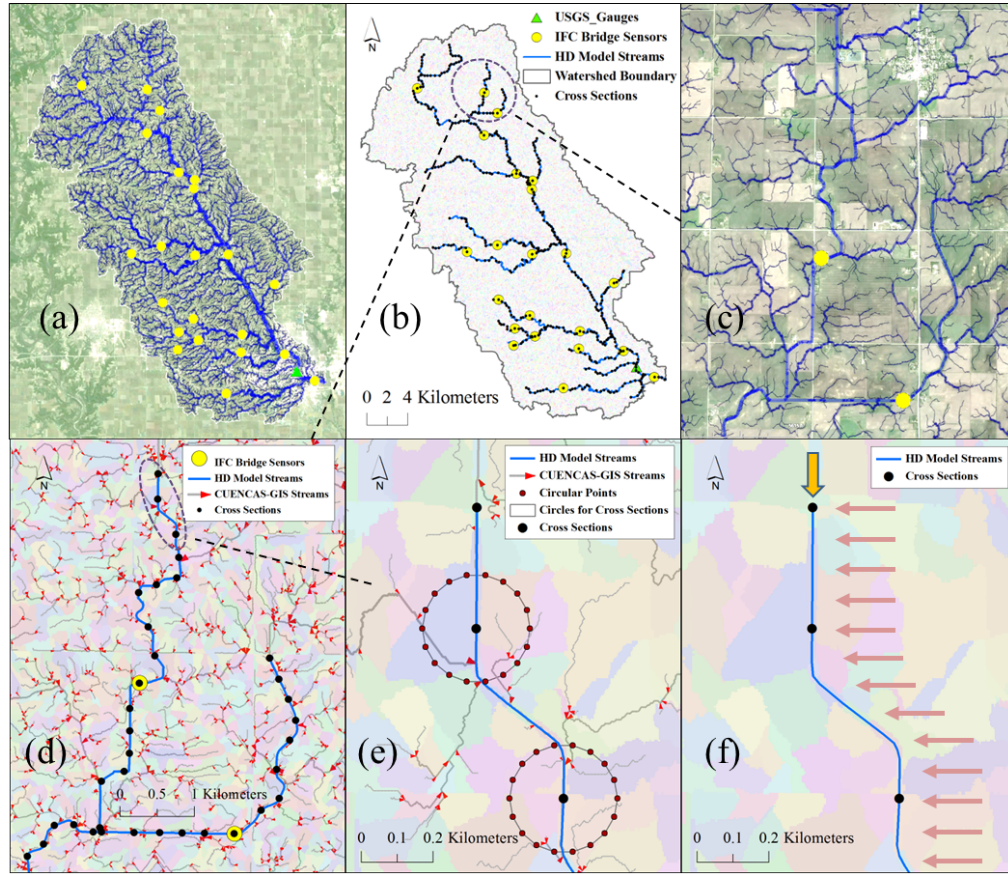 (a)
N
USGS_Gauges
IFC Bridge Sensors
HD Model Streams
Watershed Boundary
Cross Sections
(b)
0 2 4 Kilometers
(c)
N
IFC Bridge Sensors
HD Model Streams
CUENCAS-GIS Streams
Cross Sections
(d)
0 0.5 1 Kilometers
N
HD Model Streams
CUENCAS-GIS Streams
Circular Points
Circles for Cross Sections
Cross Sections
(e)
0 0.1 0.2 Kilometers
N
HD Model Streams
Cross Sections
(f)
0 0.1 0.2 Kilometers